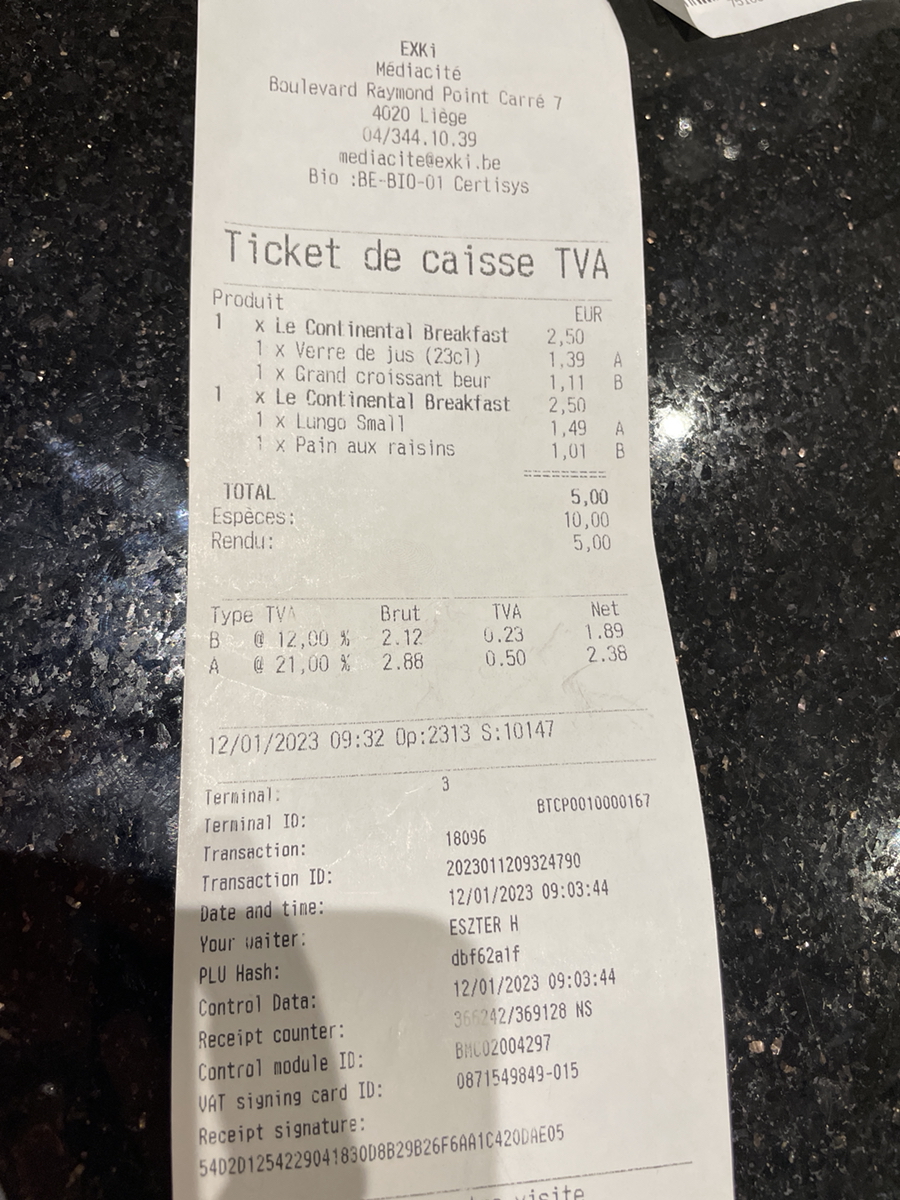 EXKi
Médiacité
Boulevard Raymond Point Carré 7
4020 Liège
04/344.10.39
mediacite@exki.be
Bio :BE-BIO-01 Certisys
Ticket de caisse TVA
Produit EUR
1 x Le Continental Breakfast 2,50
1 x Verre de jus (23cl) 1,39 A
1 x Grand croissant beur 1,11 B
1 x Le Continental Breakfast 2,50
1 x Lungo Small 1,49 A
1 x Pain aux raisins 1,01 B
=========
TOTAL 5,00
Espèces: 10,00
Rendu: 5,00
Type TVA Brut TVA Net
B @ 12,00 % 2.12 0.23 1.89
A @ 21,00 % 2.88 0.50 2.38
12/01/2023 09:32 Op:2313 S:10147
Terminal: 3
Terminal ID: BTCP0010000167
Transaction: 18096
Transaction ID: 2023011209324790
Date and time: 12/01/2023 09:03:44
Your waiter: ESZTER H
PLU Hash: dbf62a1f
Control Data: 12/01/2023 09:03:44
Receipt counter: 366242/369128 NS
Control module ID: BMC02004297
VAT signing card ID: 0871549849-015
Receipt signature:
54D2D1254229041830D8B29B26F6AA1C420DAE05
visite